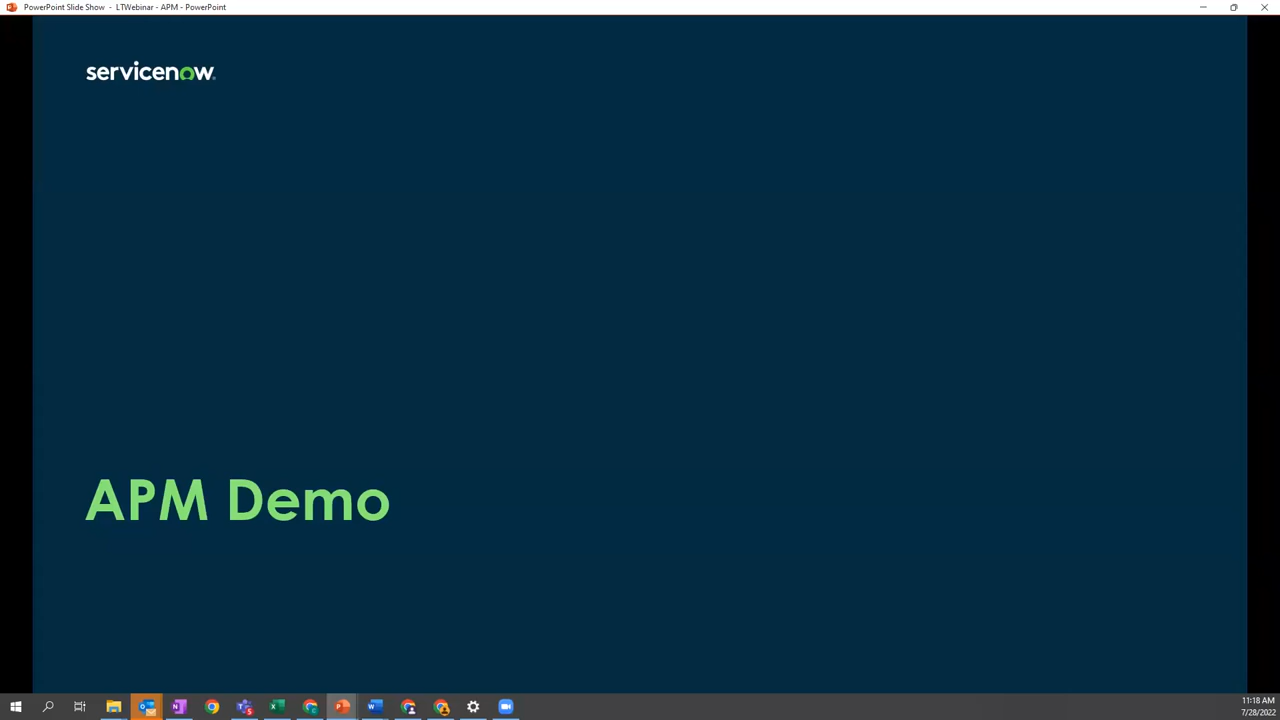 PowerPoint Slide Show - LTWebinar - APM - PowerPoint
servicenow
APM Demo
11:18 AM
7/28/2022